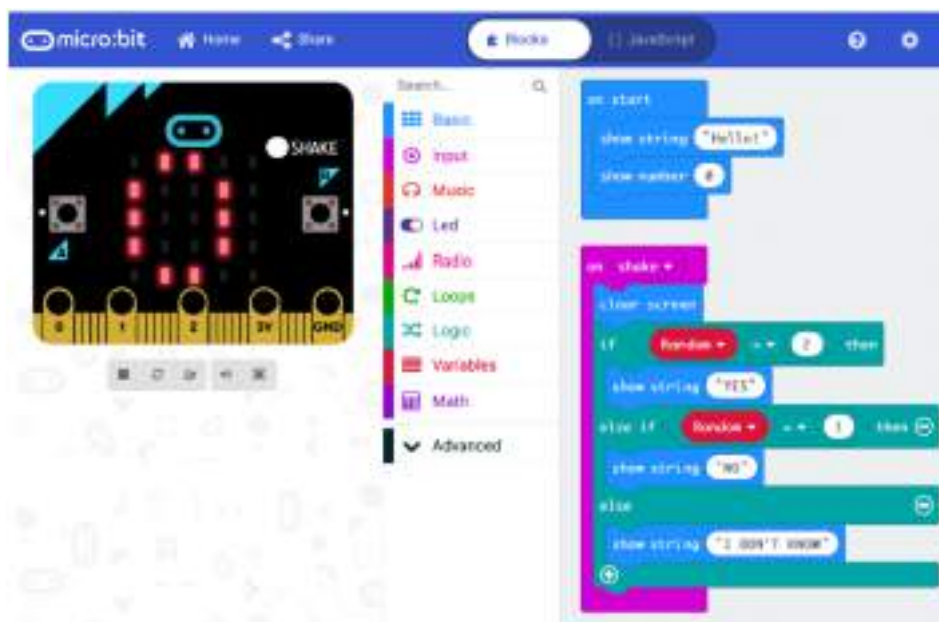 micro:bit Home Share Blocks JavaScript
Search...
Basic
Input
Music
Led
Radio
Loops
Logic
Variables
Math
Advanced
SHAKE
B
A
0 1 2 3V GND
on start
show string "Hello!"
show number
on shake
clear screen
if Random = 2 then
show string "YES"
else if Random = 1 then
show string "NO"
else
show string "I DON'T KNOW"